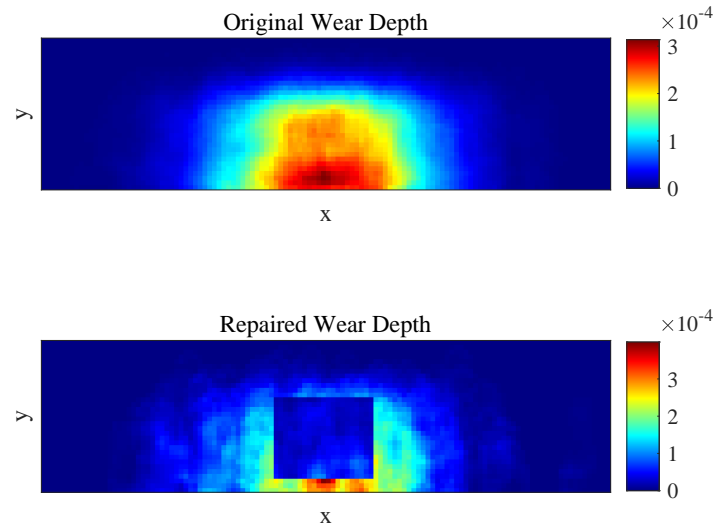 Original Wear Depth
×10⁻⁴
3
2
1
0
y
x
Repaired Wear Depth
×10⁻⁴
3
2
1
0
y
x